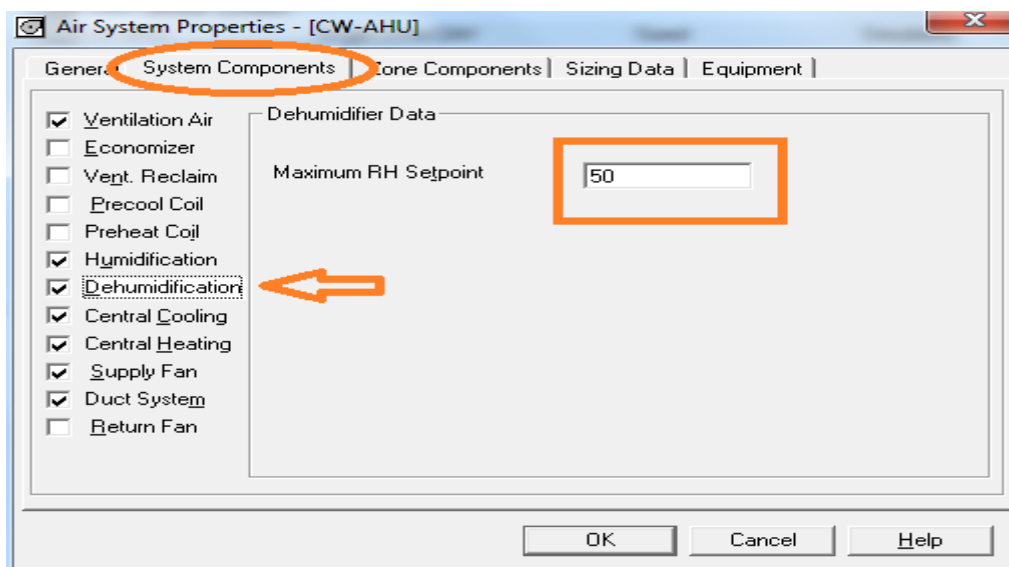 Air System Properties - [CW-AHU]
General System Components Zone Components Sizing Data Equipment
Ventilation Air
Economizer
Vent. Reclaim
Precool Coil
Preheat Coil
Humidification
Dehumidification
Central Cooling
Central Heating
Supply Fan
Duct System
Return Fan
Dehumidifier Data
Maximum RH Setpoint 50
OK Cancel Help